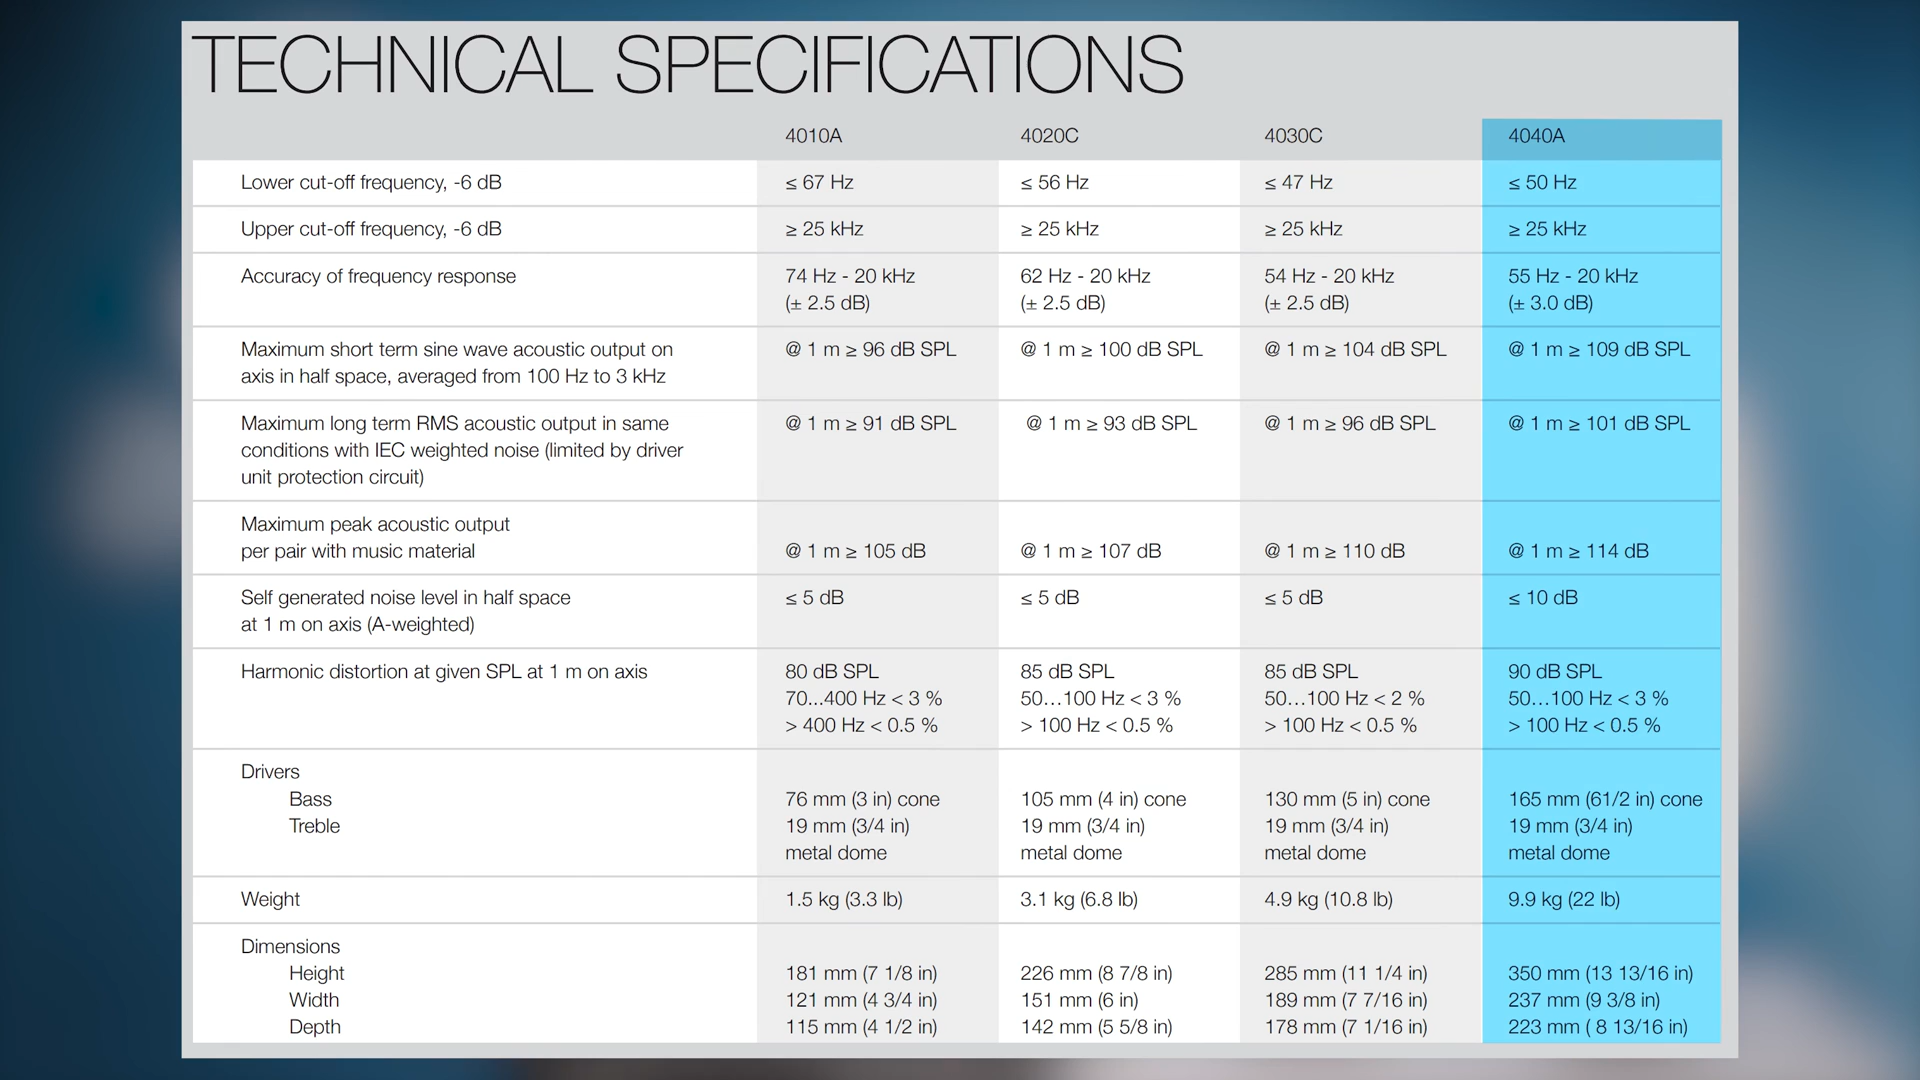 TECHNICAL SPECIFICATIONS
4010A 4020C 4030C 4040A
Lower cut-off frequency, -6 dB ≤ 67 Hz ≤ 56 Hz ≤ 47 Hz ≤ 50 Hz
Upper cut-off frequency, -6 dB ≥ 25 kHz ≥ 25 kHz ≥ 25 kHz ≥ 25 kHz
Accuracy of frequency response 74 Hz - 20 kHz 62 Hz - 20 kHz 54 Hz - 20 kHz 55 Hz - 20 kHz
(± 2.5 dB) (± 2.5 dB) (± 2.5 dB) (± 3.0 dB)
Maximum short term sine wave acoustic output on @ 1 m ≥ 96 dB SPL @ 1 m ≥ 100 dB SPL @ 1 m ≥ 104 dB SPL @ 1 m ≥ 109 dB SPL
axis in half space, averaged from 100 Hz to 3 kHz
Maximum long term RMS acoustic output in same @ 1 m ≥ 91 dB SPL @ 1 m ≥ 93 dB SPL @ 1 m ≥ 96 dB SPL @ 1 m ≥ 101 dB SPL
conditions with IEC weighted noise (limited by driver
unit protection circuit)
Maximum peak acoustic output
per pair with music material @ 1 m ≥ 105 dB @ 1 m ≥ 107 dB @ 1 m ≥ 110 dB @ 1 m ≥ 114 dB
Self generated noise level in half space ≤ 5 dB ≤ 5 dB ≤ 5 dB ≤ 10 dB
at 1 m on axis (A-weighted)
Harmonic distortion at given SPL at 1 m on axis 80 dB SPL 85 dB SPL 85 dB SPL 90 dB SPL
70...400 Hz < 3 % 50...100 Hz < 3 % 50...100 Hz < 2 % 50...100 Hz < 3 %
> 400 Hz < 0.5 % > 100 Hz < 0.5 % > 100 Hz < 0.5 % > 100 Hz < 0.5 %
Drivers
Bass 76 mm (3 in) cone 105 mm (4 in) cone 130 mm (5 in) cone 165 mm (61/2 in) cone
Treble 19 mm (3/4 in) 19 mm (3/4 in) 19 mm (3/4 in) 19 mm (3/4 in)
metal dome metal dome metal dome metal dome
Weight 1.5 kg (3.3 lb) 3.1 kg (6.8 lb) 4.9 kg (10.8 lb) 9.9 kg (22 lb)
Dimensions
Height 181 mm (7 1/8 in) 226 mm (8 7/8 in) 285 mm (11 1/4 in) 350 mm (13 13/16 in)
Width 121 mm (4 3/4 in) 151 mm (6 in) 189 mm (7 7/16 in) 237 mm (9 3/8 in)
Depth 115 mm (4 1/2 in) 142 mm (5 5/8 in) 178 mm (7 1/16 in) 223 mm ( 8 13/16 in)